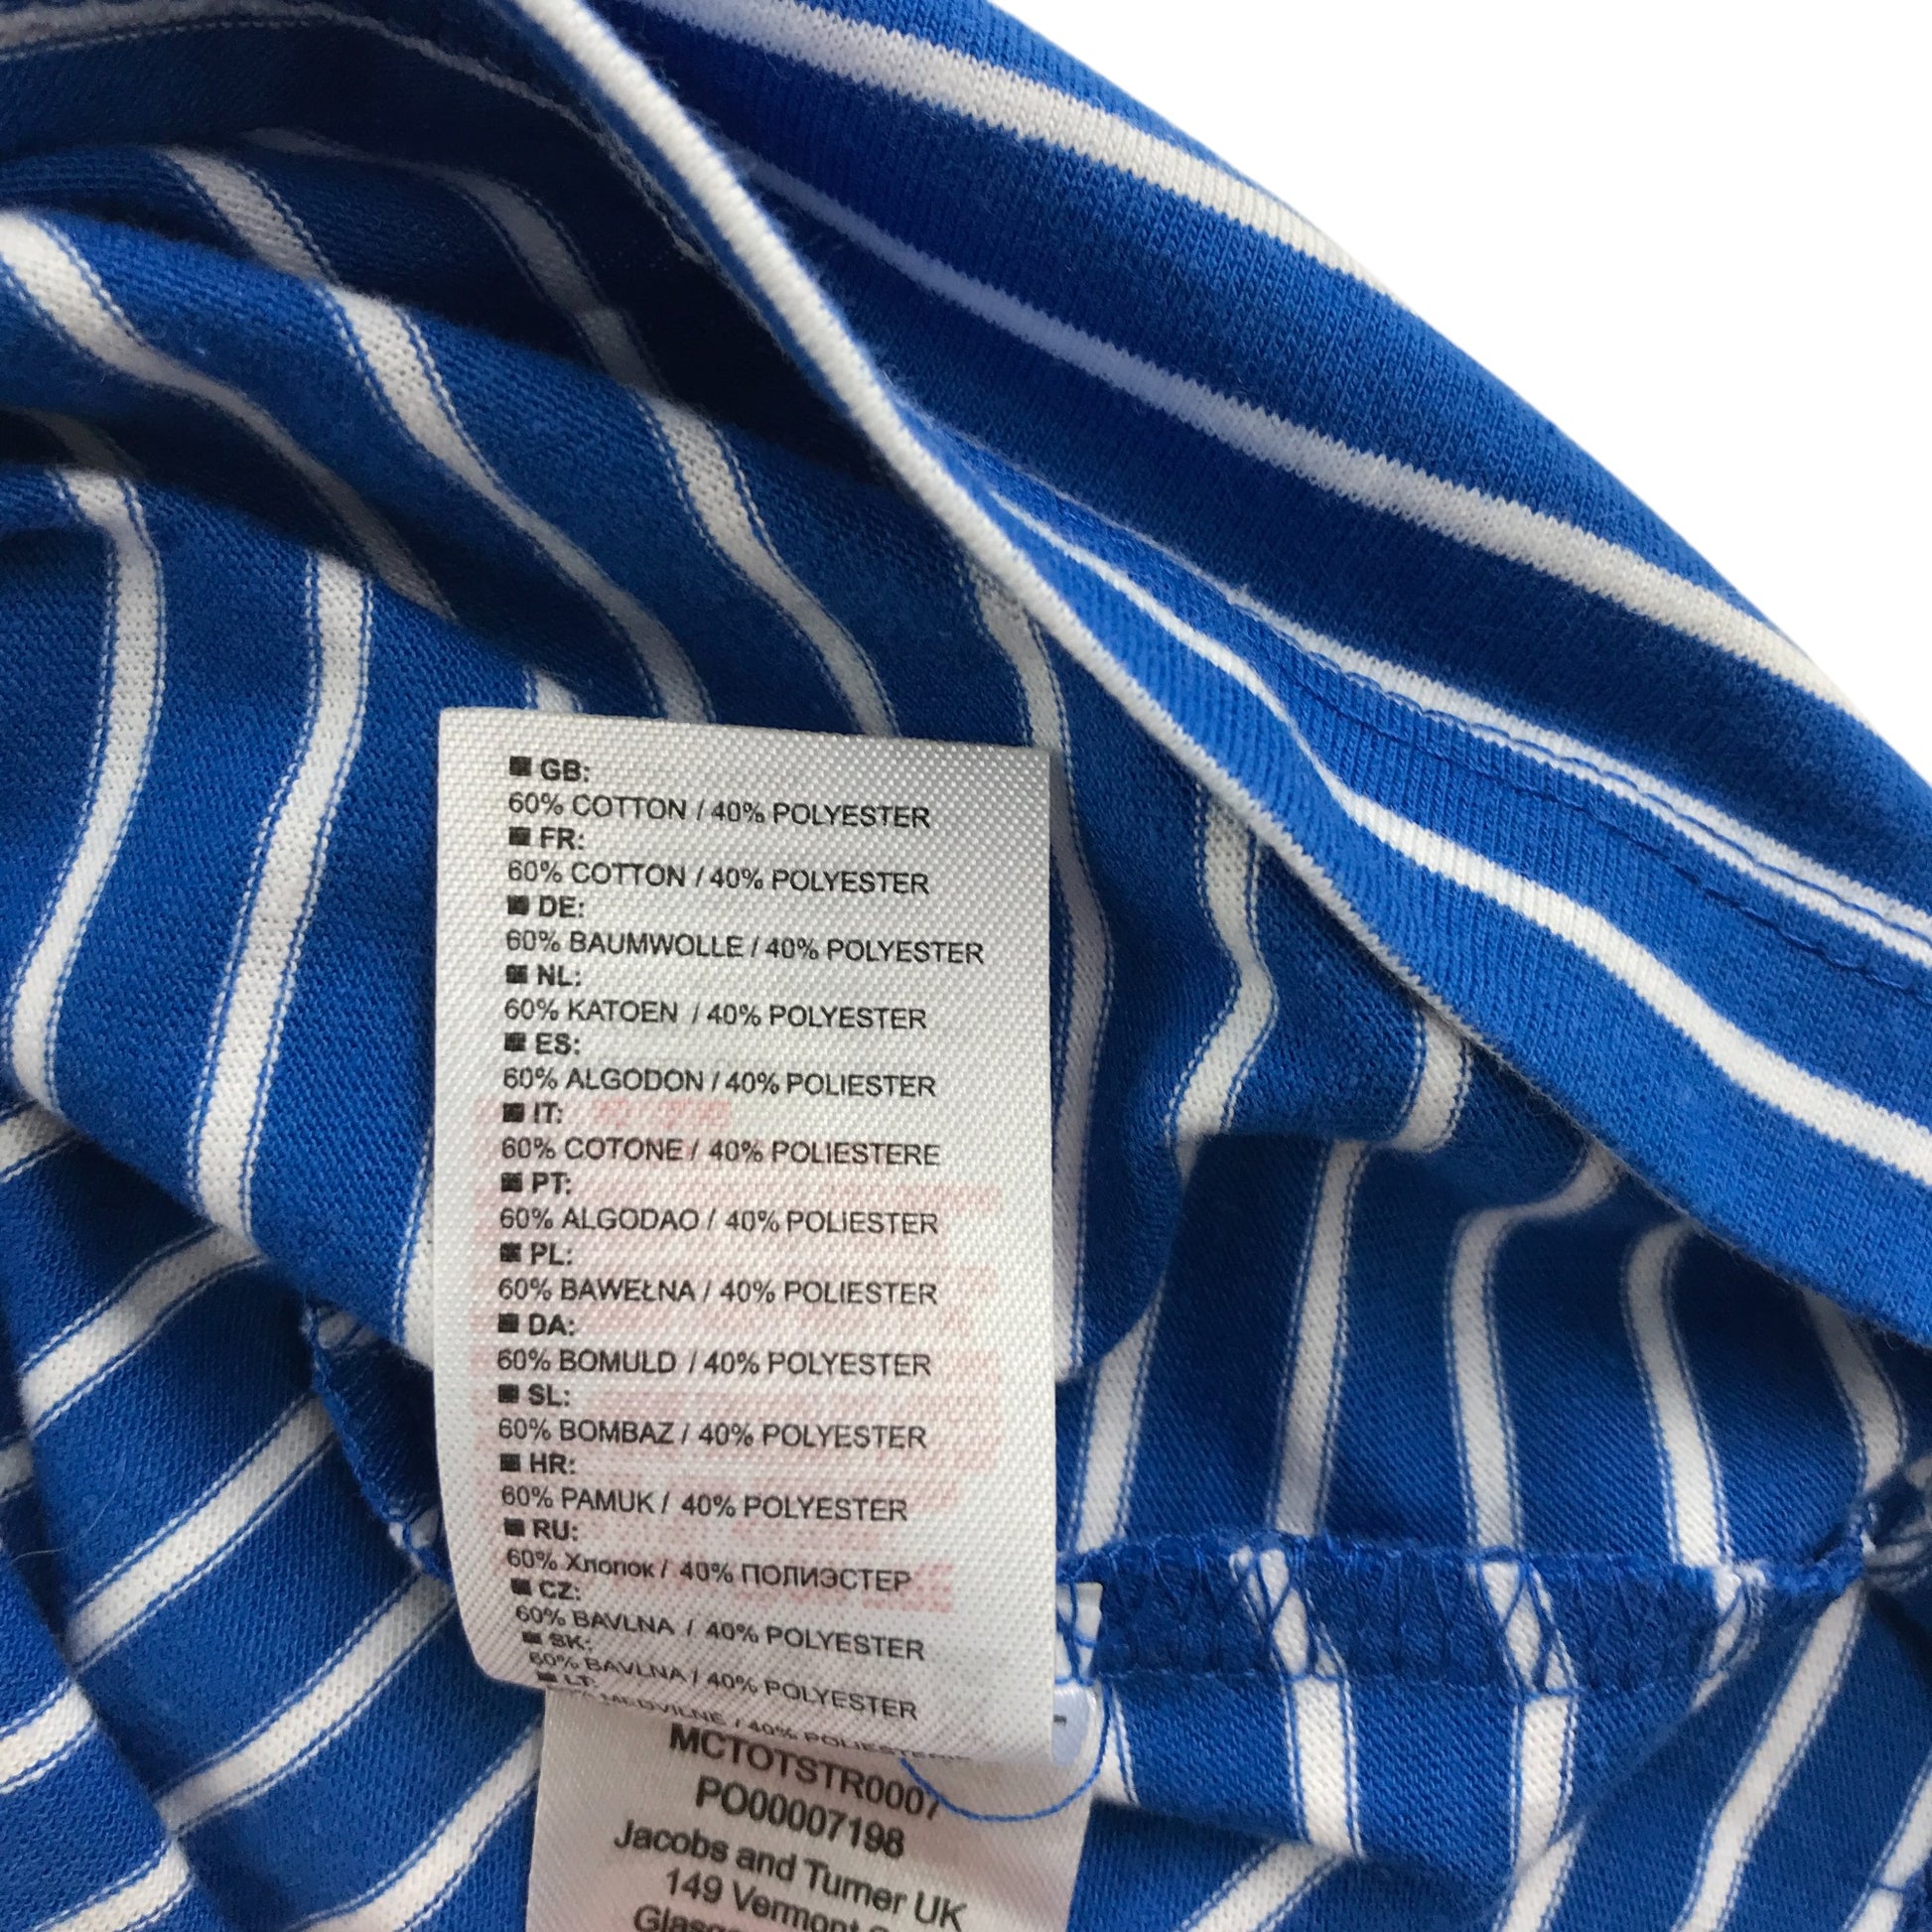 GB:
60% COTTON / 40% POLYESTER
FR:
60% COTTON / 40% POLYESTER
DE:
60% BAUMWOLLE / 40% POLYESTER
NL:
60% KATOEN / 40% POLYESTER
ES:
60% ALGODON / 40% POLIESTER
IT:
60% COTONE / 40% POLIESTERE
PT:
60% ALGODAO / 40% POLIESTER
PL:
60% BAWEŁNA / 40% POLIESTER
DA:
60% BOMULD / 40% POLYESTER
SL:
60% BOMBAZ / 40% POLYESTER
HR:
60% PAMUK / 40% POLYESTER
RU:
60% Хлопок / 40% ПОЛИЭСТЕР
CZ:
60% BAVLNA / 40% POLYESTER
SK:
60% BAVLNA / 40% POLYESTER
LT:
MEDVILNE / 40%
MCTOTSTR0007
PO00007198
Jacobs and Turner UK
149 Vermont